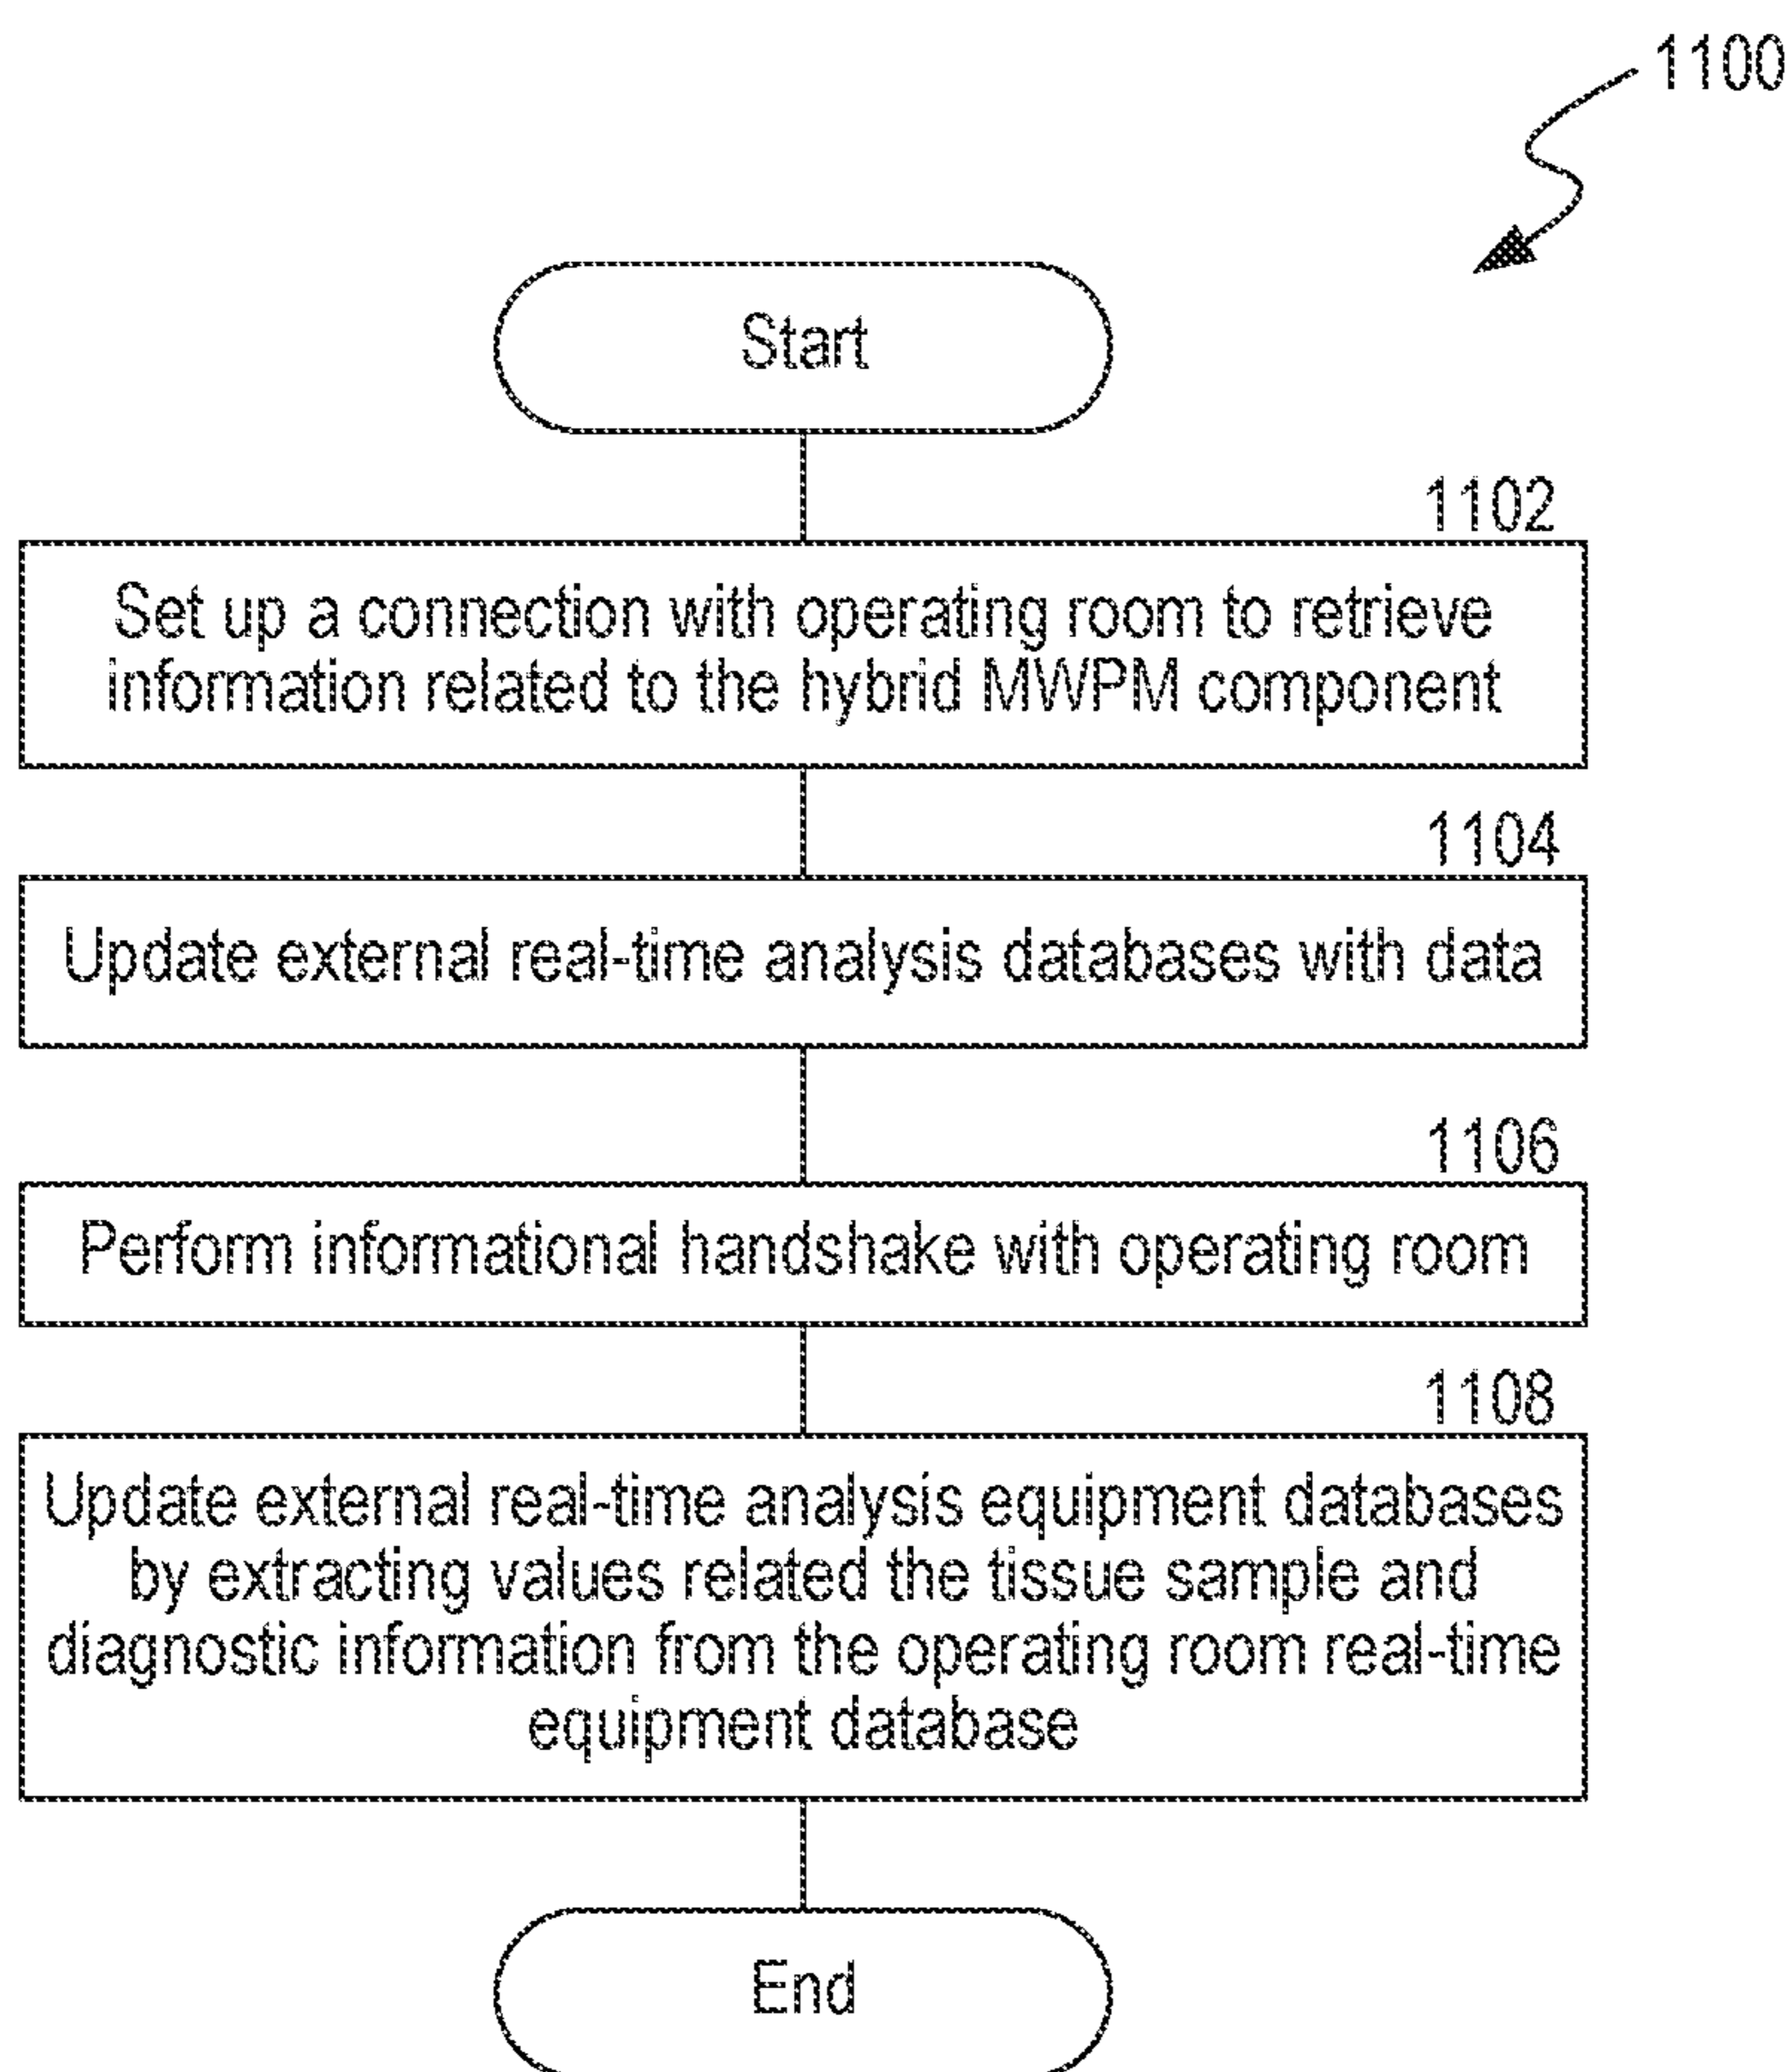 1100
Start
1102
Set up a connection with operating room to retrieve
information related to the hybrid MWPM component
1104
Update external real-time analysis databases with data
1106
Perform informational handshake with operating room
1108
Update external real-time analysis equipment databases
by extracting values related the tissue sample and
diagnostic information from the operating room real-time
equipment database
End